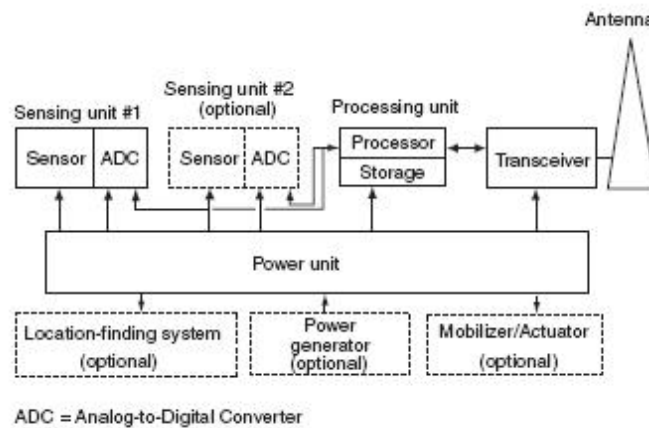 Antenna
Sensing unit #1
Sensing unit #2
(optional)
Processing unit
Sensor
ADC
Sensor
ADC
Processor
Storage
Transceiver
Power unit
Location-finding system
(optional)
Power
generator
(optional)
Mobilizer/Actuator
(optional)
ADC = Analog-to-Digital Converter